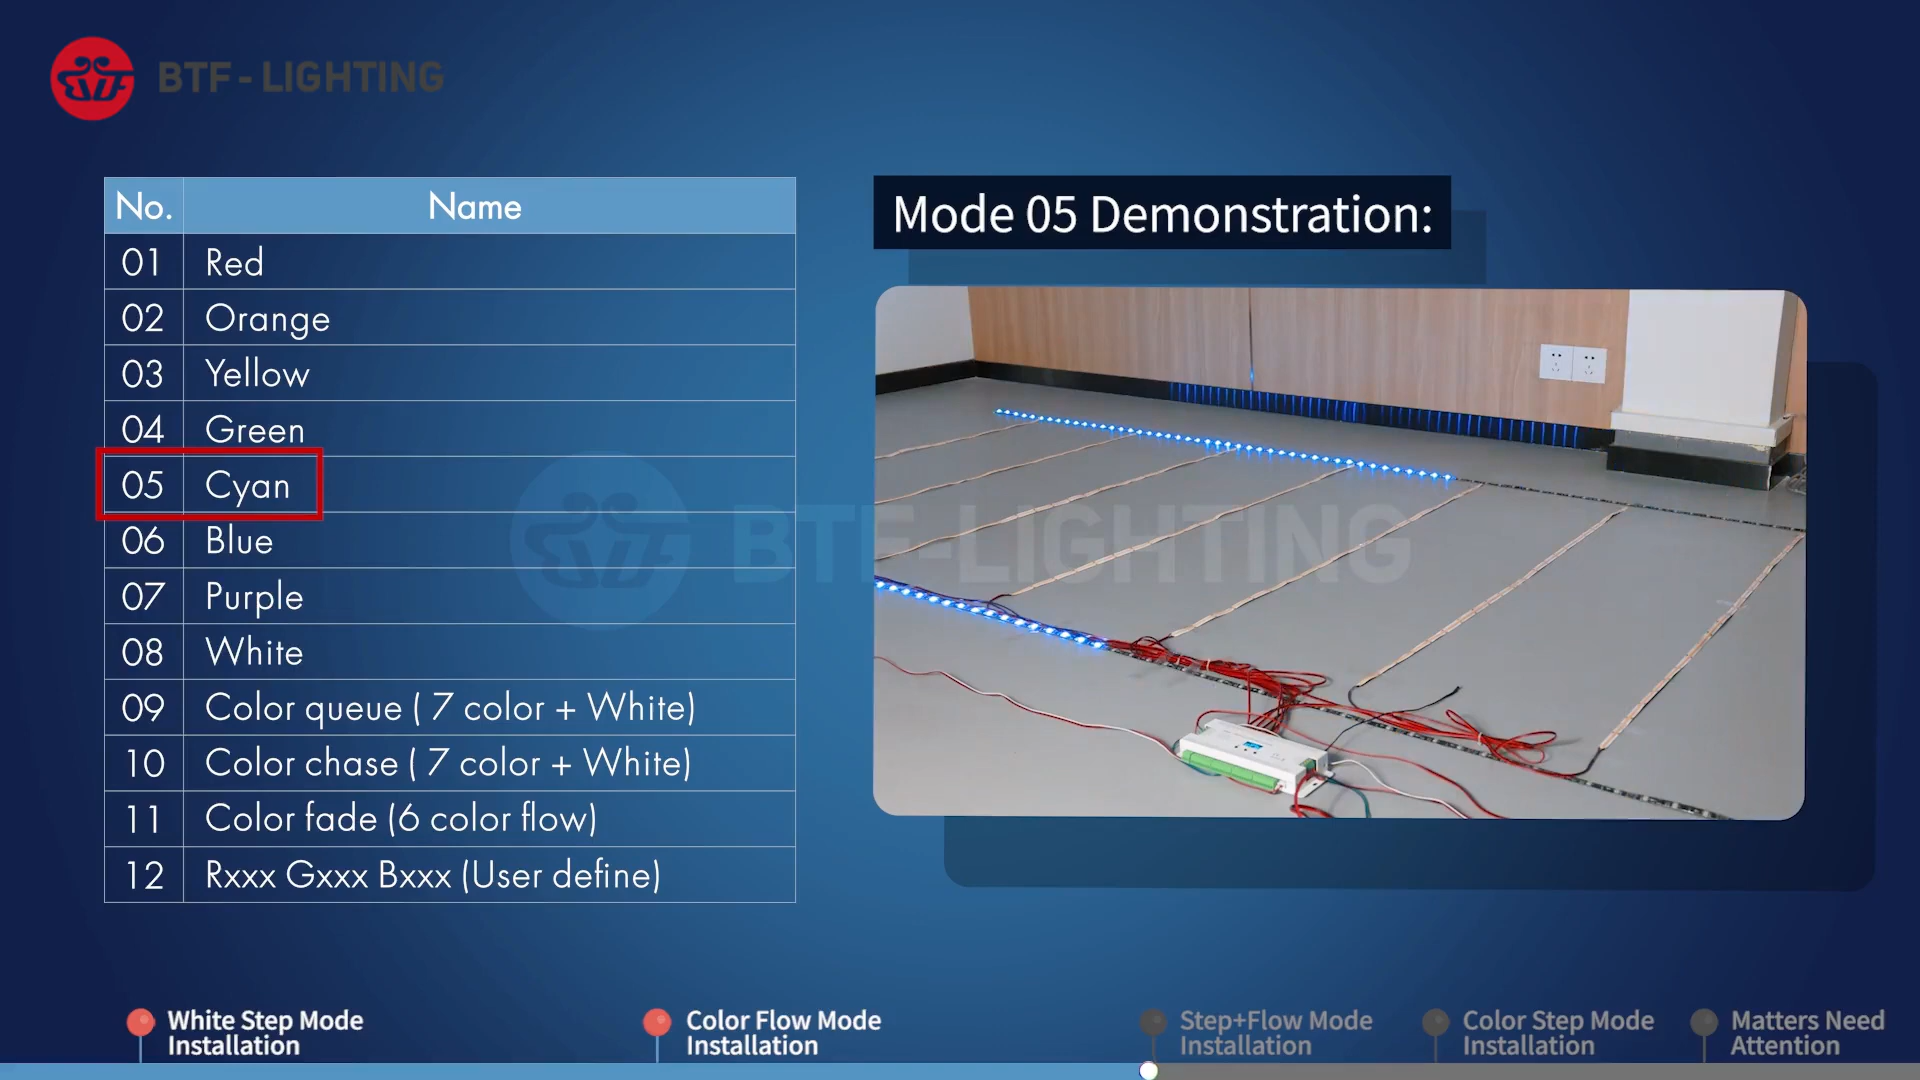 BTF - LIGHTING
No. Name
01 Red
02 Orange
03 Yellow
04 Green
05 Cyan
06 Blue
07 Purple
08 White
09 Color queue ( 7 color + White)
10 Color chase ( 7 color + White)
11 Color fade (6 color flow)
12 Rxxx Gxxx Bxxx (User define)
Mode 05 Demonstration:
BTF-LIGHTING
White Step Mode
Installation
Color Flow Mode
Installation
Step+Flow Mode
Installation
Color Step Mode
Installation
Matters Need
Attention